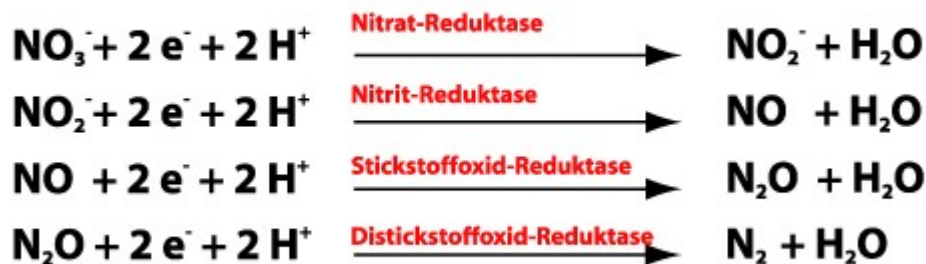 NO₃⁻ + 2 e⁻ + 2 H⁺ Nitrat-Reduktase NO₂⁻ + H₂O
NO₂⁻ + 2 e⁻ + 2 H⁺ Nitrit-Reduktase NO + H₂O
NO + 2 e⁻ + 2 H⁺ Stickstoffoxid-Reduktase N₂O + H₂O
N₂O + 2 e⁻ + 2 H⁺ Distickstoffoxid-Reduktase N₂ + H₂O